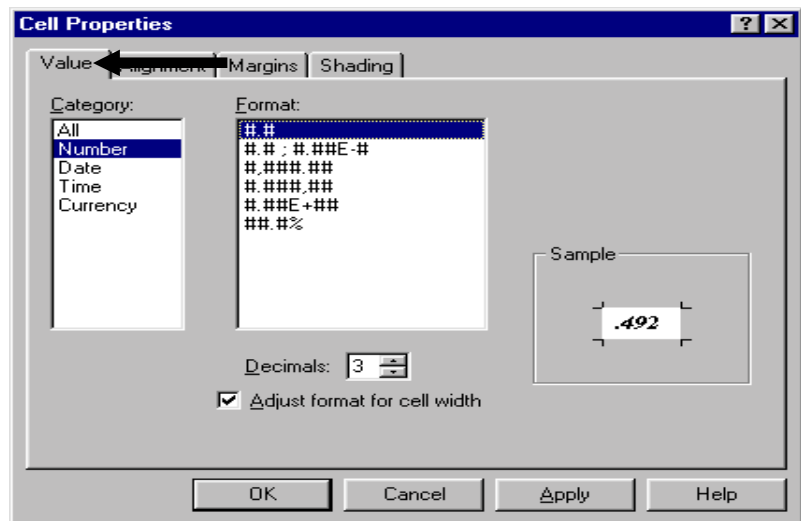 Cell Properties
Value Alignment Margins Shading
Category: Format:
All #.#
Number #.# ; #.##E-#
Date #,###.##
Time #.###,##
Currency #.##E+##
##.#%
Sample
.492
Decimals: 3
Adjust format for cell width
OK Cancel Apply Help